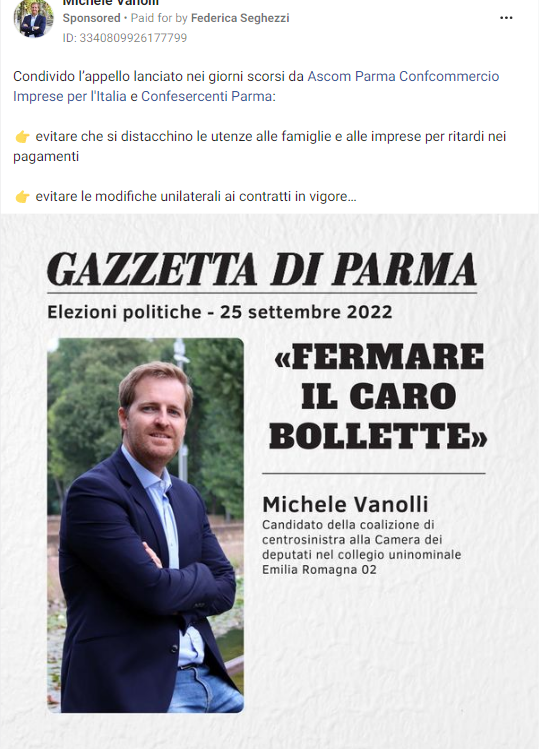 Michele Vanolli
Sponsored • Paid for by Federica Seghezzi
ID: 3340809926177799
Condivido l'appello lanciato nei giorni scorsi da Ascom Parma Confcommercio
Imprese per l'Italia e Confesercenti Parma:
👉 evitare che si distacchino le utenze alle famiglie e alle imprese per ritardi nei
pagamenti
👉 evitare le modifiche unilaterali ai contratti in vigore...
GAZZETTA DI PARMA
Elezioni politiche - 25 settembre 2022
«FERMARE
IL CARO
BOLLETTE»
Michele Vanolli
Candidato della coalizione di
centrosinistra alla Camera dei
deputati nel collegio uninominale
Emilia Romagna 02